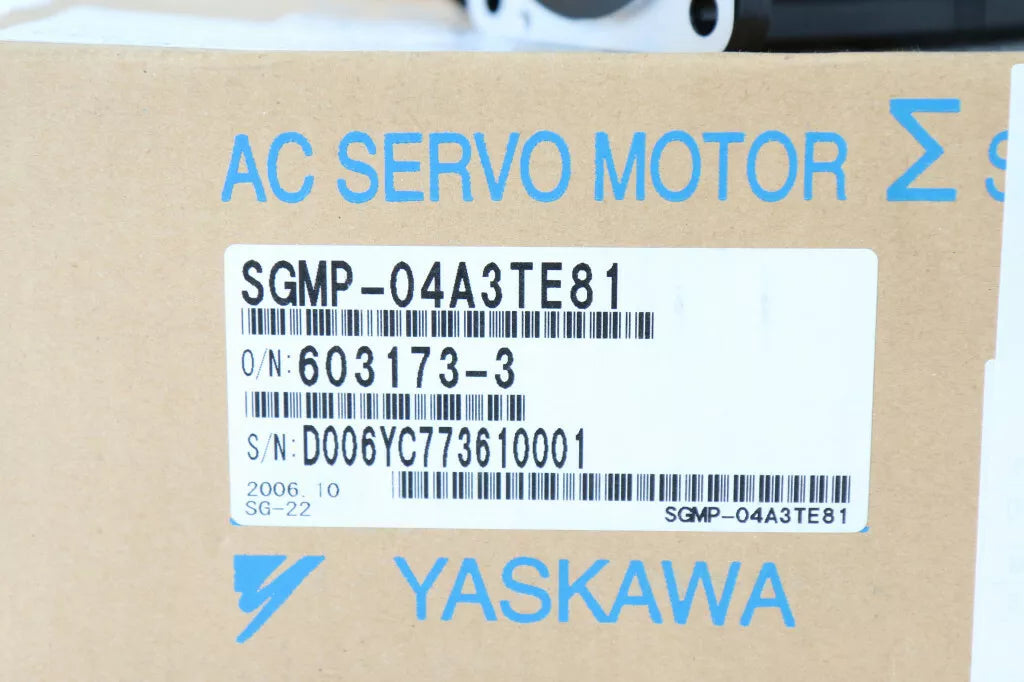 AC SERVO MOTOR Σ S
SGMP-04A3TE81
O/N: 603173-3
S/N: D006YC773610001
2006.10
SG-22
SGMP-04A3TE81
YASKAWA